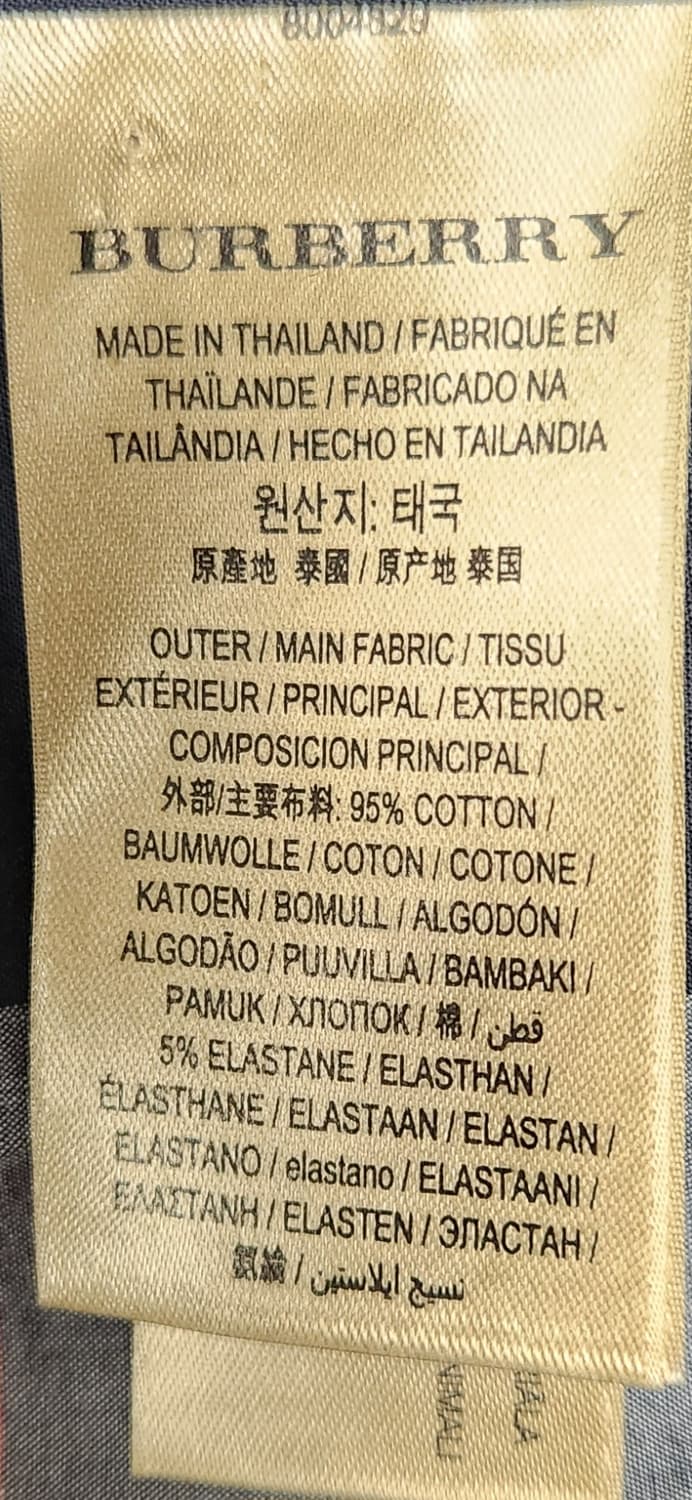 8004829
BURBERRY
MADE IN THAILAND / FABRIQUÉ EN
THAÏLANDE / FABRICADO NA
TAILÂNDIA / HECHO EN TAILANDIA
원산지: 태국
原產地 泰國 / 原产地 泰国
OUTER / MAIN FABRIC / TISSU
EXTÉRIEUR / PRINCIPAL / EXTERIOR -
COMPOSICION PRINCIPAL /
外部/主要布料: 95% COTTON /
BAUMWOLLE / COTON / COTONE /
KATOEN / BOMULL / ALGODÓN /
ALGODÃO / PUUVILLA / BAMBAKI /
PAMUK / ХЛОПОК / 棉 / قطن
5% ELASTANE / ELASTHAN /
ÉLASTHANE / ELASTAAN / ELASTAN /
ELASTANO / elastano / ELASTAANI /
ΕΛΑΣΤΑΝΗ / ELASTEN / ЭЛАСТАН /
/ نسيج ايلاستين